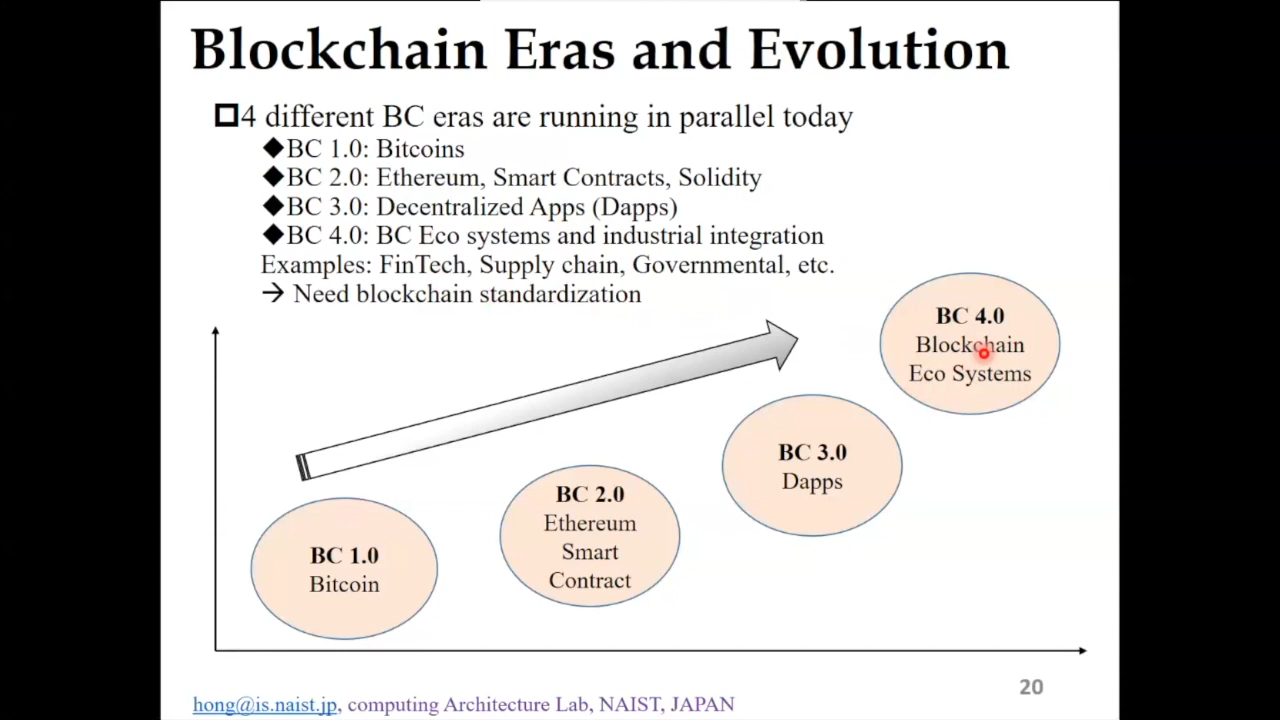 Blockchain Eras and Evolution
4 different BC eras are running in parallel today
BC 1.0: Bitcoins
BC 2.0: Ethereum, Smart Contracts, Solidity
BC 3.0: Decentralized Apps (Dapps)
BC 4.0: BC Eco systems and industrial integration
Examples: FinTech, Supply chain, Governmental, etc.
→ Need blockchain standardization
BC 4.0
Blockchain
Eco Systems
BC 3.0
Dapps
BC 2.0
Ethereum
Smart
Contract
BC 1.0
Bitcoin
20
hong@is.naist.jp, computing Architecture Lab, NAIST, JAPAN